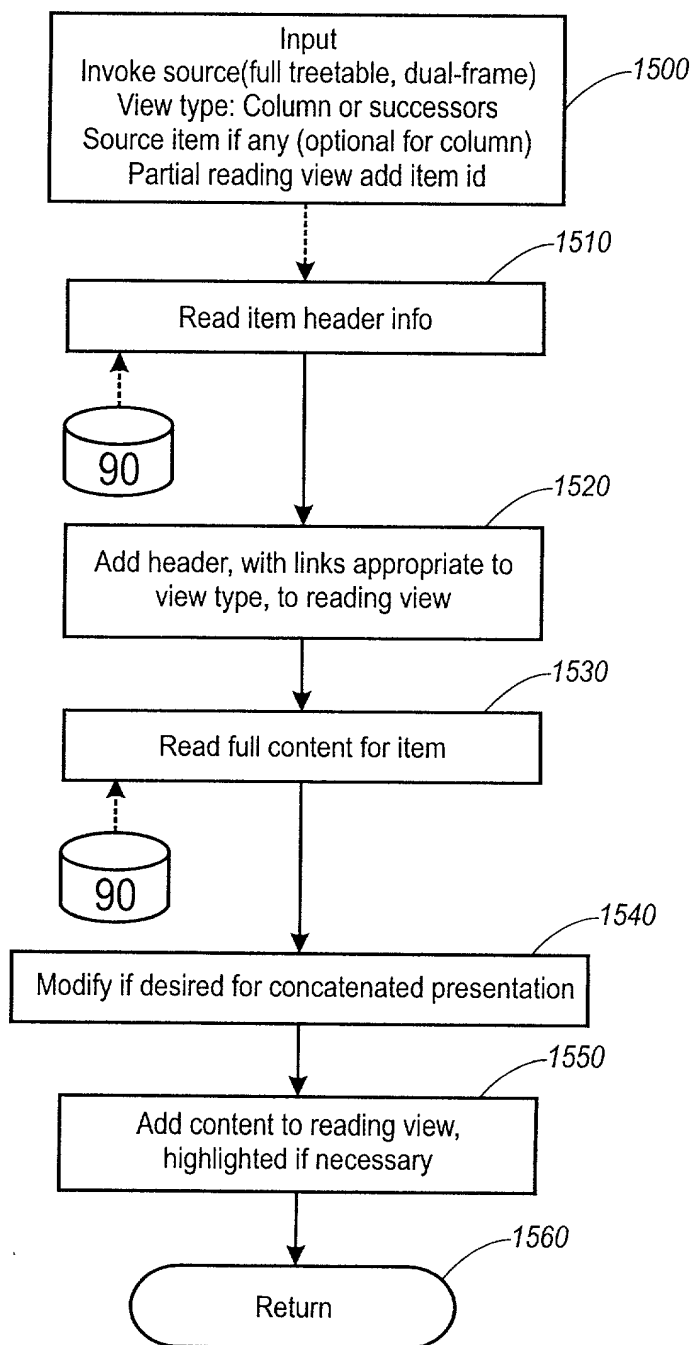 Input
Invoke source(full treetable, dual-frame)
View type: Column or successors
Source item if any (optional for column)
Partial reading view add item id
1500
1510
Read item header info
90
1520
Add header, with links appropriate to
view type, to reading view
1530
Read full content for item
90
1540
Modify if desired for concatenated presentation
1550
Add content to reading view,
highlighted if necessary
1560
Return